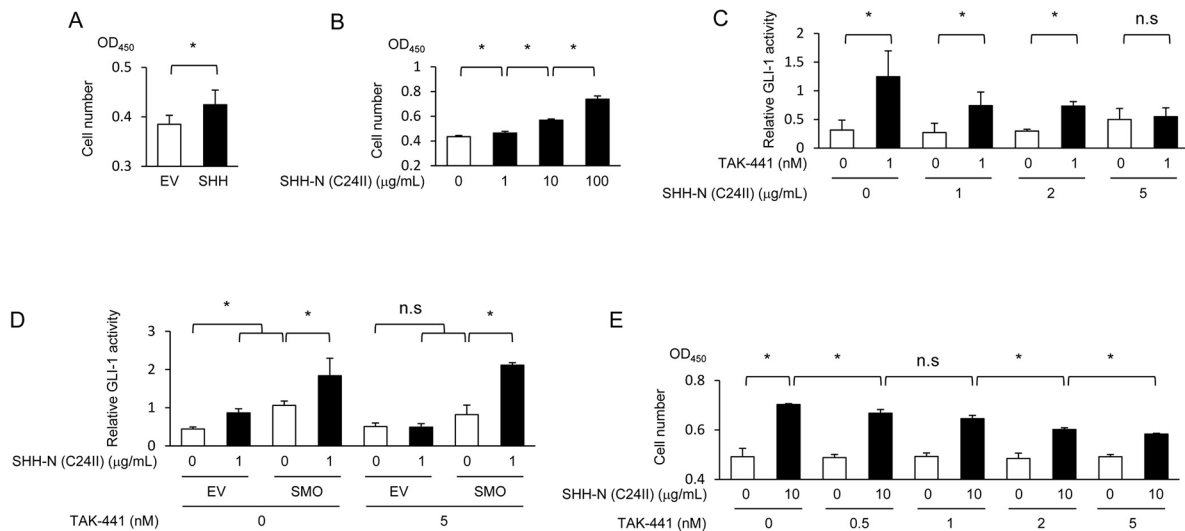 A
OD450
*
0.5
0.4
0.3
Cell number
EV SHH
B
OD450
* * *
1
0.8
0.6
0.4
0.2
Cell number
0 1 10 100
SHH-N (C24II) (μg/mL)
C
* * * n.s
2
1.5
1
0.5
0
Relative GLI-1 activity
TAK-441 (nM) 0 1 0 1 0 1 0 1
SHH-N (C24II) (μg/mL) 0 1 2 5
D
* * n.s *
3
2
1
0
Relative GLI-1 activity
SHH-N (C24II) (μg/mL) 0 1 0 1 0 1 0 1
EV SMO EV SMO
TAK-441 (nM) 0 5
E
OD450
* * n.s * *
0.8
0.6
0.4
Cell number
SHH-N (C24II) (μg/mL) 0 10 0 10 0 10 0 10 0 10
TAK-441 (nM) 0 0.5 1 2 5